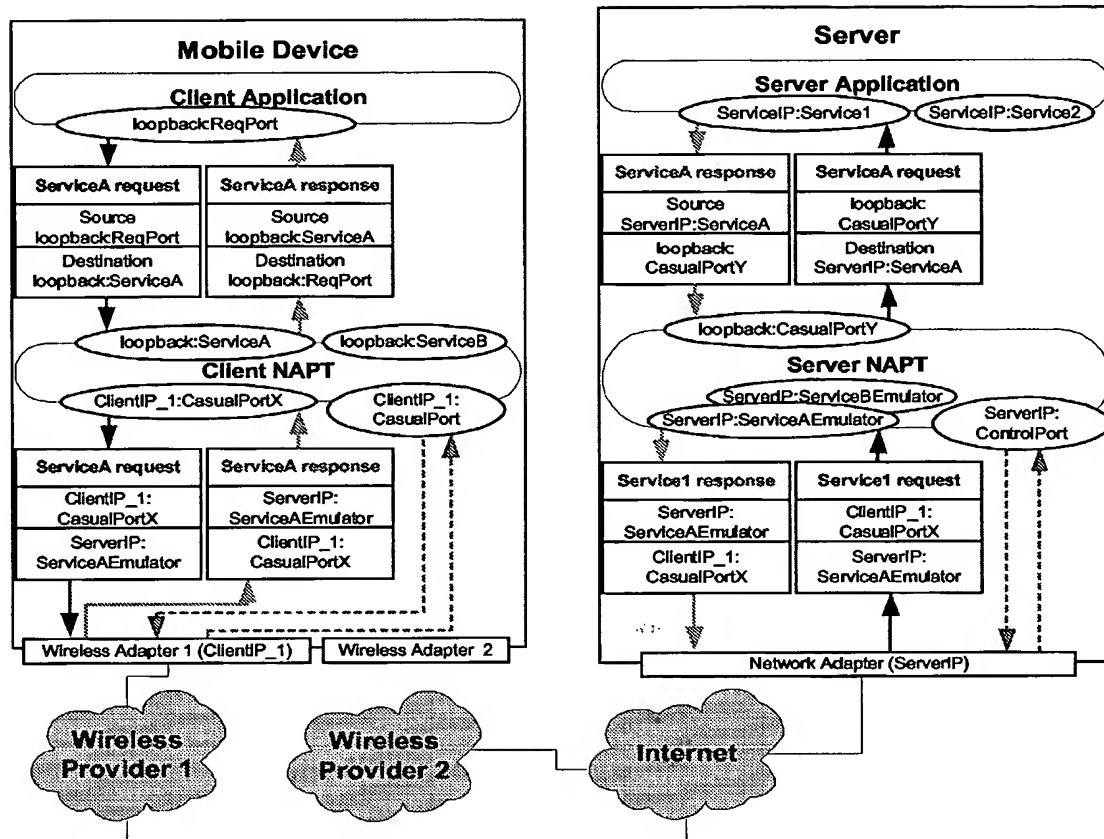 Mobile Device
Client Application
loopback:ReqPort
ServiceA request
Source
loopback:ReqPort
Destination
loopback:ServiceA
ServiceA response
Source
loopback:ServiceA
Destination
loopback:ReqPort
loopback:ServiceA
loopback:ServiceB
Client NAPT
ClientIP_1:CasualPortX
ClientIP_1:
CasualPort
ServiceA request
ClientIP_1:
CasualPortX
ServerIP:
ServiceAEmulator
ServiceA response
ServerIP:
ServiceAEmulator
ClientIP_1:
CasualPortX
Wireless Adapter 1 (ClientIP_1)
Wireless Adapter 2
Server
Server Application
ServiceIP:Service1
ServiceIP:Service2
ServiceA response
Source
ServerIP:ServiceA
loopback:
CasualPortY
ServiceA request
loopback:
CasualPortY
Destination
ServerIP:ServiceA
loopback:CasualPortY
Server NAPT
ServerIP:ServiceBEmulator
ServerIP:ServiceAEmulator
ServerIP:
ControlPort
Service1 response
ServerIP:
ServiceAEmulator
ClientIP_1:
CasualPortX
Service1 request
ClientIP_1:
CasualPortX
ServerIP:
ServiceAEmulator
Network Adapter (ServerIP)
Wireless
Provider 1
Wireless
Provider 2
Internet